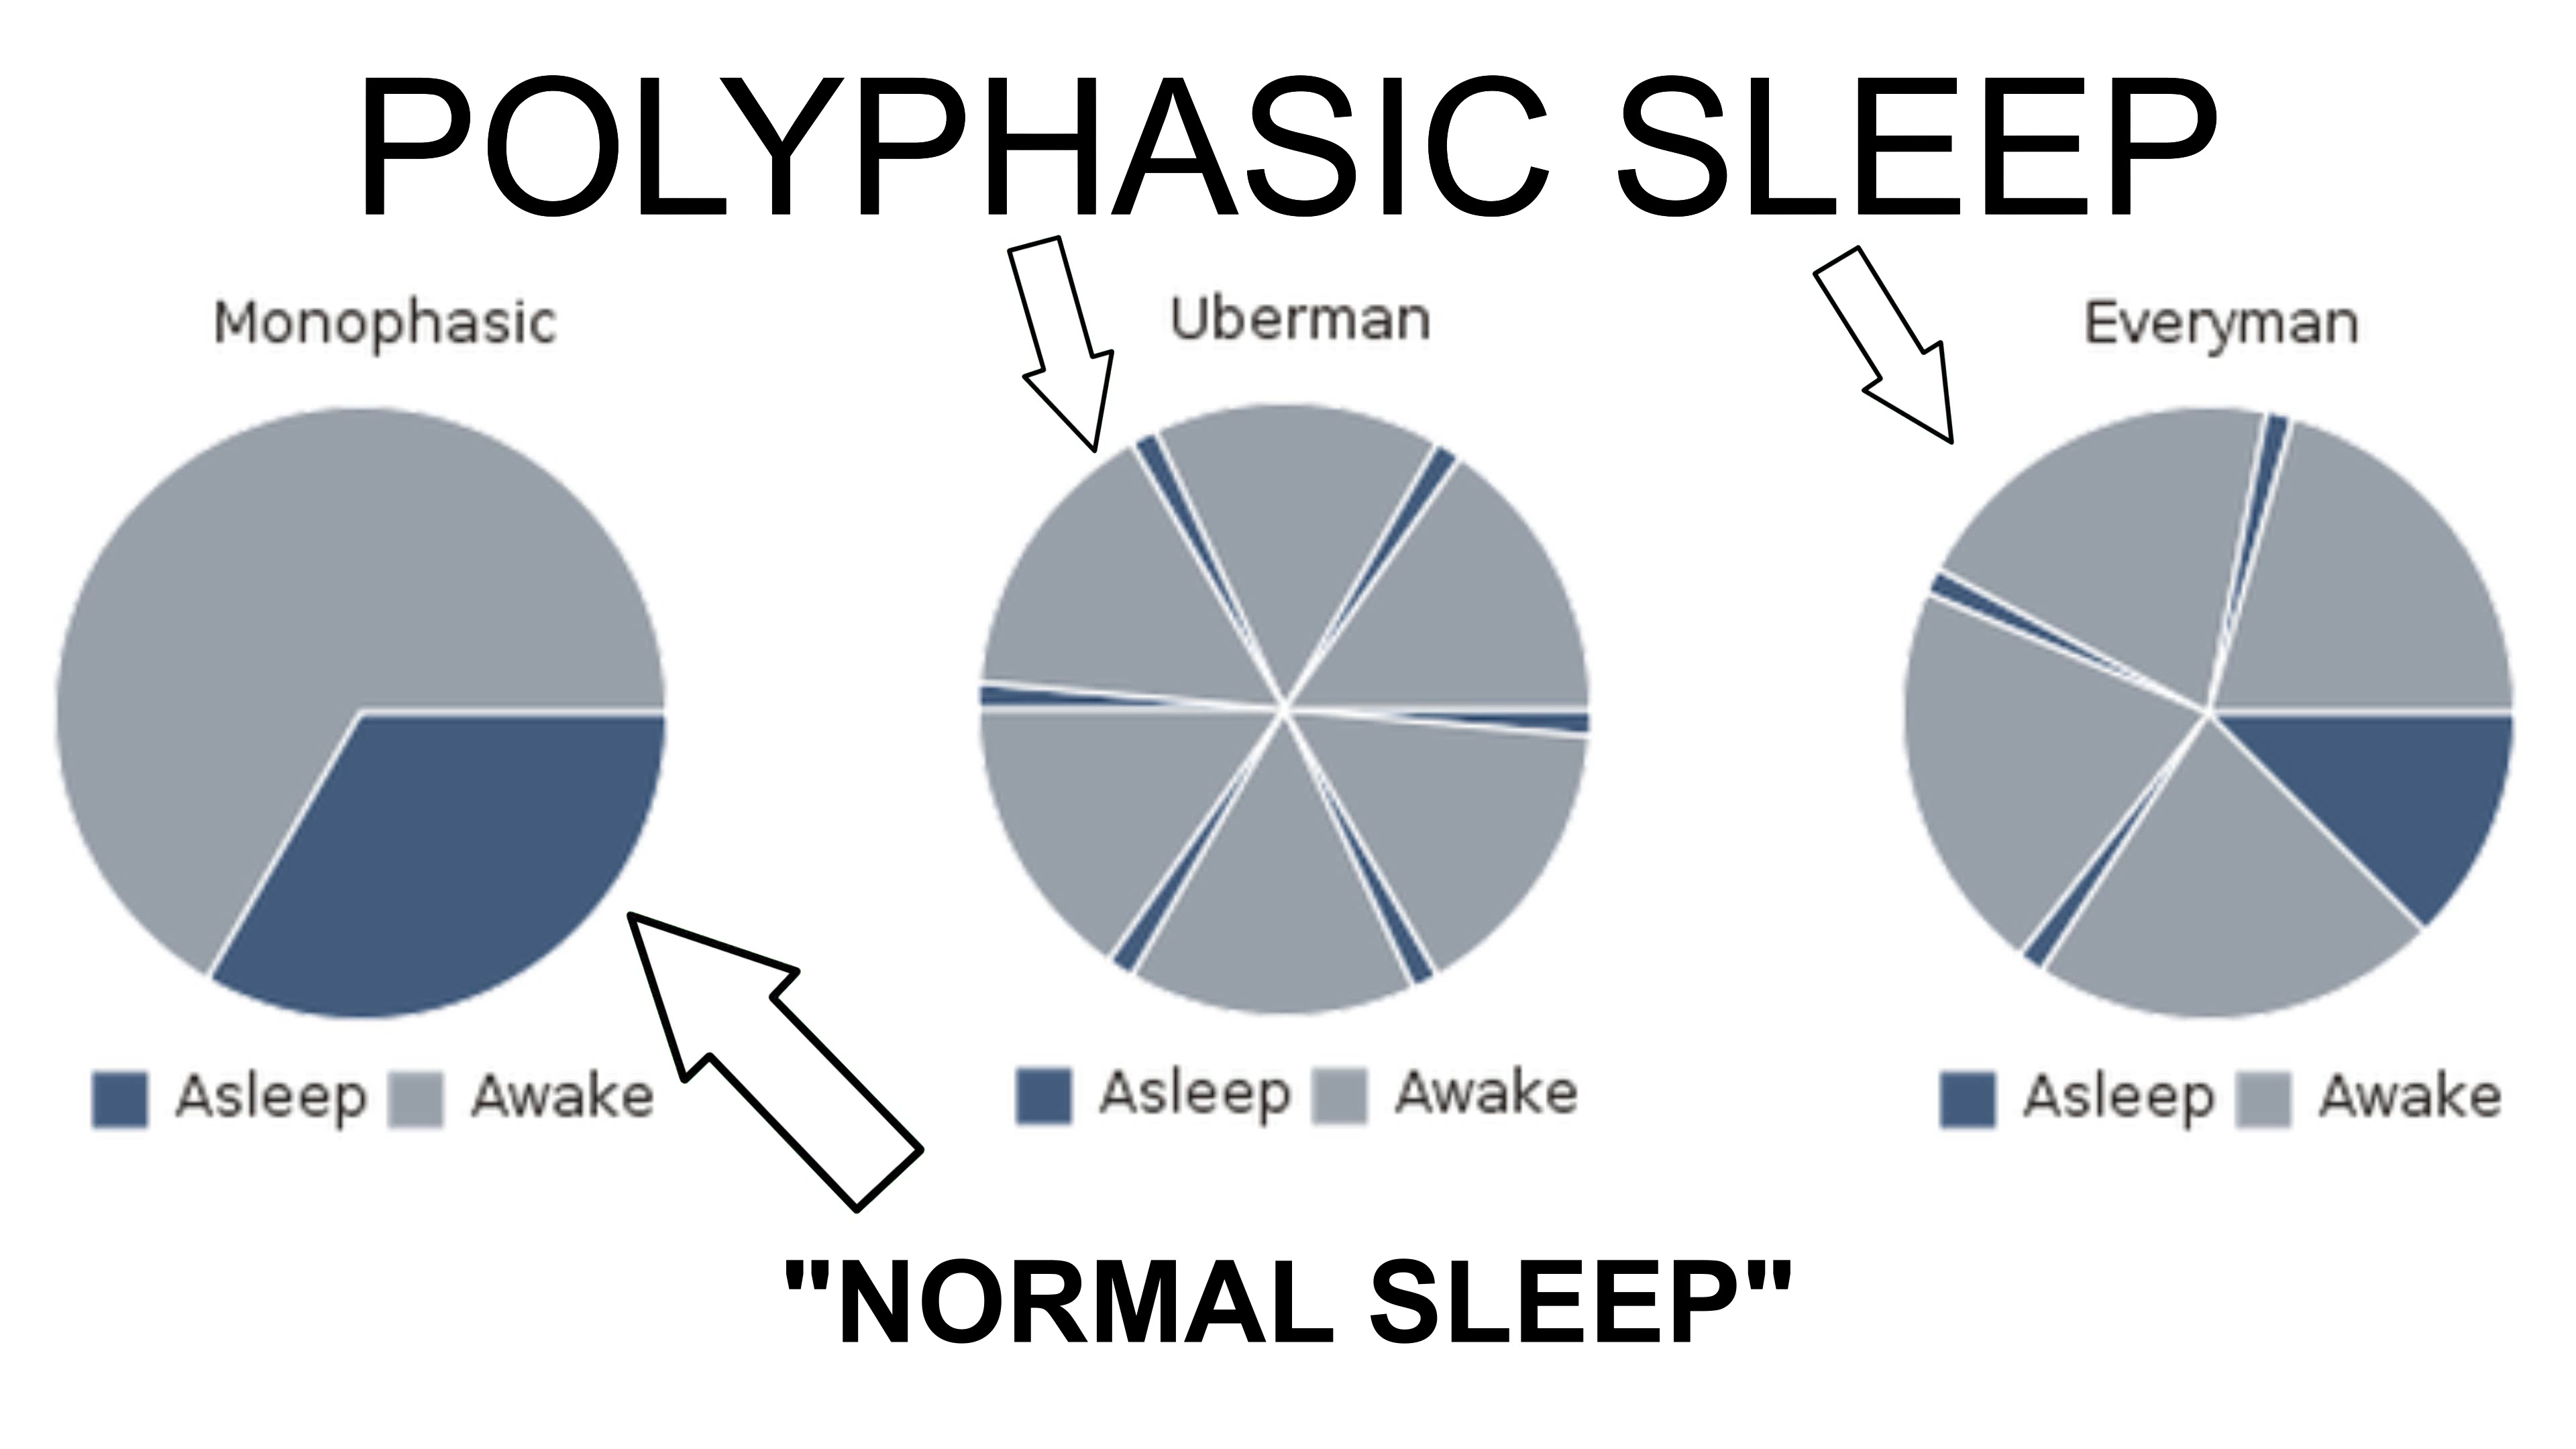 POLYPHASIC SLEEP
Monophasic
Uberman
Everyman
Asleep Awake
Asleep Awake
Asleep Awake
"NORMAL SLEEP"